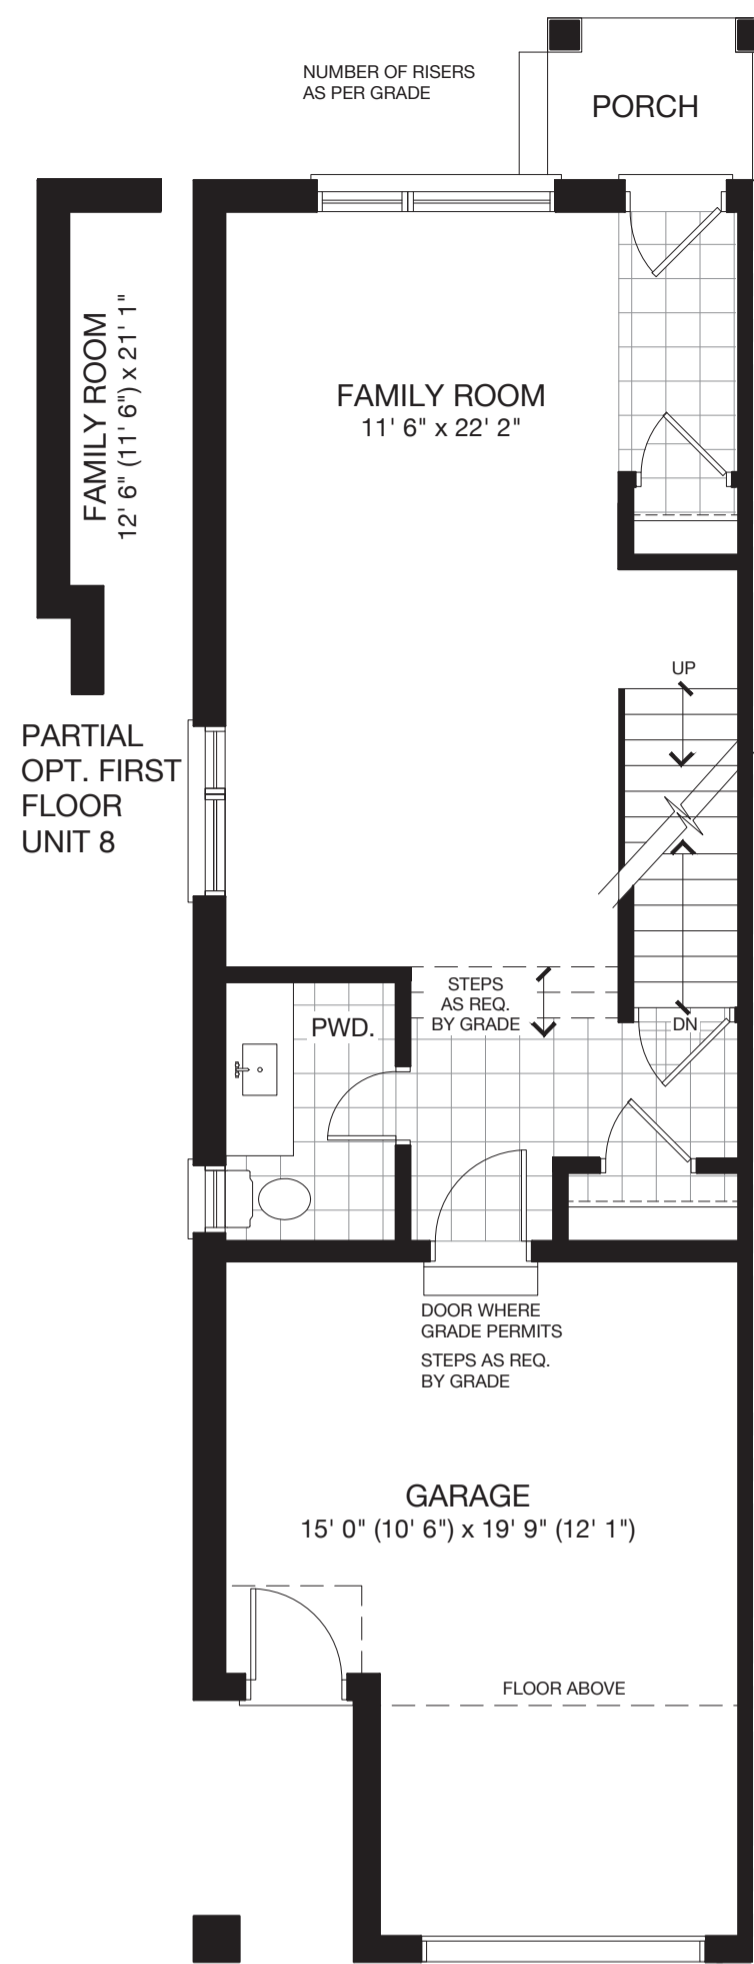 NUMBER OF RISERS
AS PER GRADE
PORCH
FAMILY ROOM
12' 6" (11' 6") x 21' 1"
FAMILY ROOM
11' 6" x 22' 2"
UP
PARTIAL
OPT. FIRST
FLOOR
UNIT 8
STEPS
AS REQ.
BY GRADE
PWD.
DN
DOOR WHERE
GRADE PERMITS
STEPS AS REQ.
BY GRADE
GARAGE
15' 0" (10' 6") x 19' 9" (12' 1")
FLOOR ABOVE